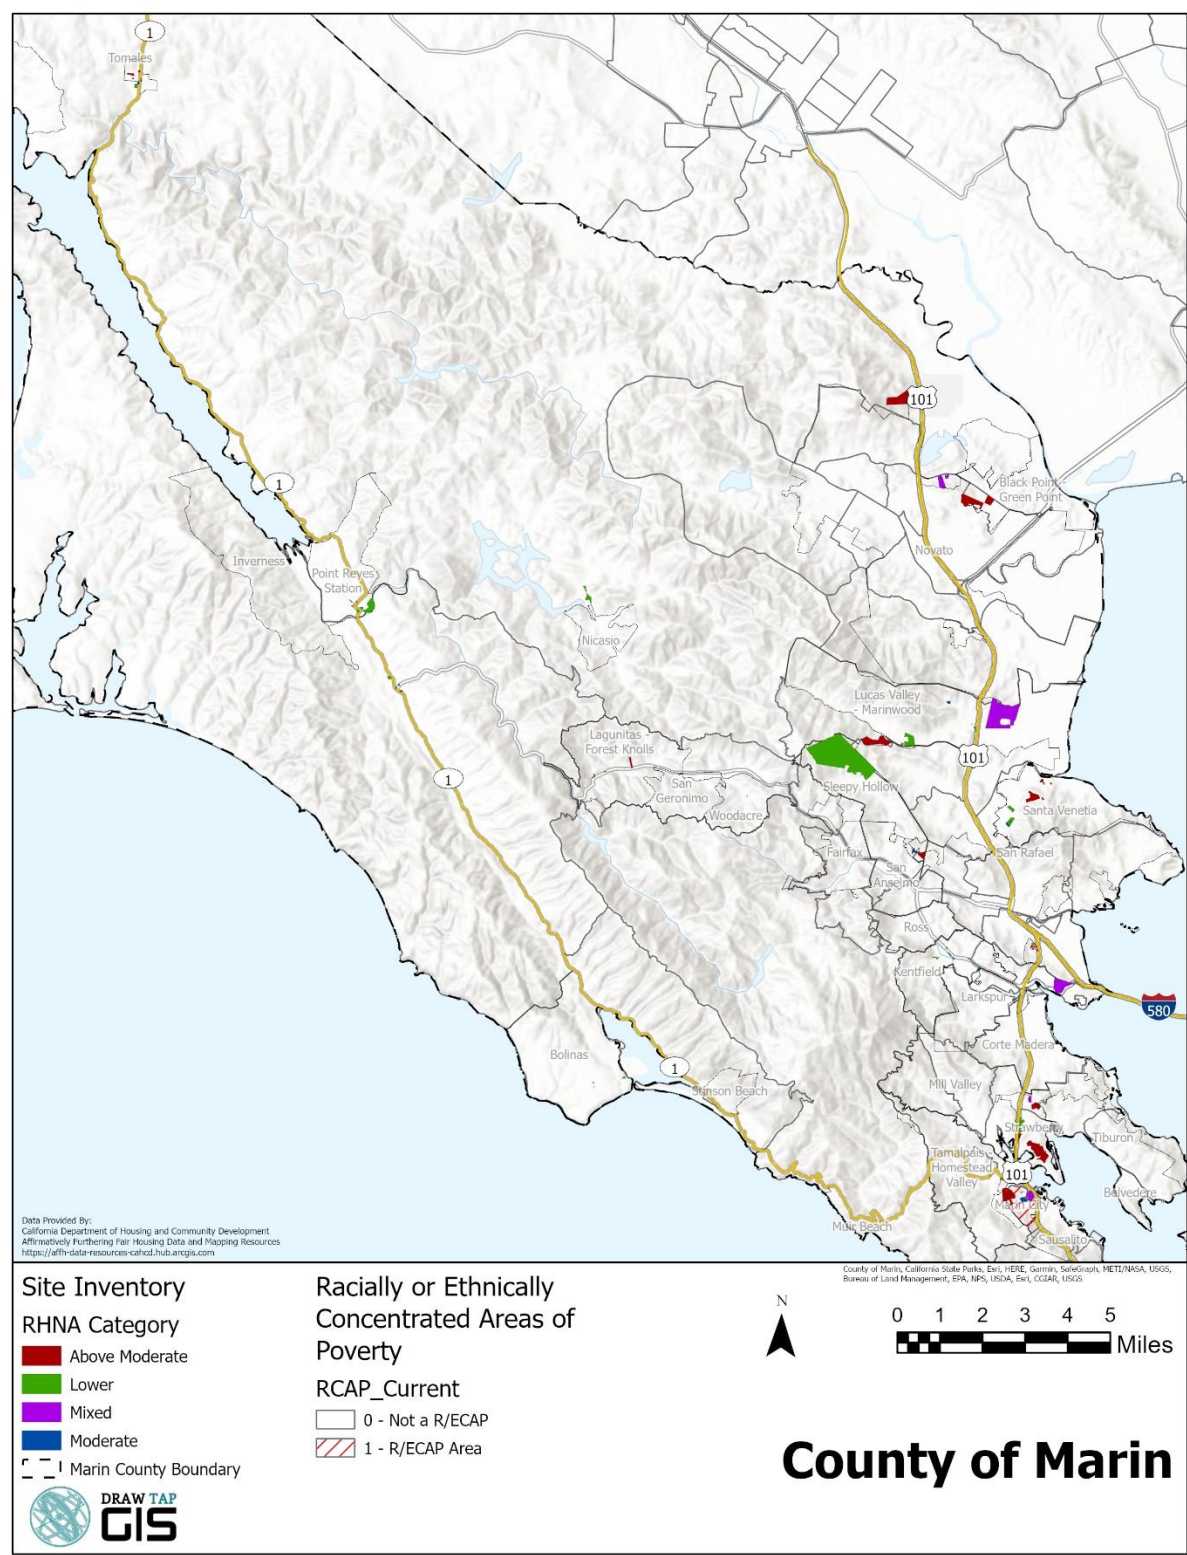 1
Tomales
101
Black Point -
Green Point
1
Novato
Inverness
Point Reyes
Station
Nicasio
Lucas Valley
- Marinwood
Lagunitas -
Forest Knolls
101
1
San
Geronimo
Sleepy Hollow
Woodacre
Santa Venetia
Fairfax
San Rafael
San
Anselmo
Ross
Kentfield
Larkspur
580
Corte Madera
Bolinas
1
Mill Valley
Stinson Beach
Strawberry
Tiburon
Tamalpais -
Homestead
Valley
101
Belvedere
Marin City
Muir Beach
Sausalito
Data Provided By:
California Department of Housing and Community Development
Affirmatively Furthering Fair Housing Data and Mapping Resources
https://affh-data-resources-cahcd.hub.arcgis.com
County of Marin, California State Parks, Esri, HERE, Garmin, SafeGraph, METI/NASA, USGS,
Bureau of Land Management, EPA, NPS, USDA, Esri, CGIAR, USGS
Site Inventory
RHNA Category
Above Moderate
Lower
Mixed
Moderate
Marin County Boundary
DRAW TAP
GIS
Racially or Ethnically
Concentrated Areas of
Poverty
RCAP_Current
0 - Not a R/ECAP
1 - R/ECAP Area
N
0 1 2 3 4 5
Miles
County of Marin